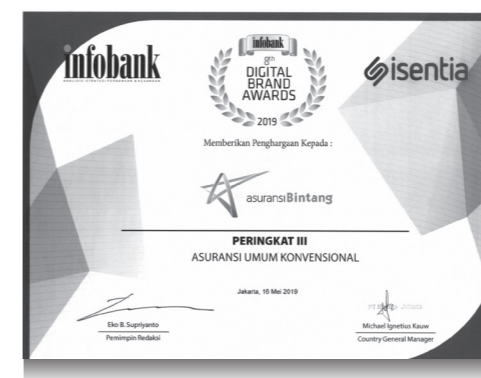 infobank
infobank
8th
DIGITAL
BRAND
AWARDS
2019
isentia
Memberikan Penghargaan Kepada :
asuransiBintang
PERINGKAT III
ASURANSI UMUM KONVENSIONAL
Jakarta, 16 Mei 2019
Eko B. Supriyanto
Pemimpin Redaksi
Michael Ignetius Kauw
Country General Manager